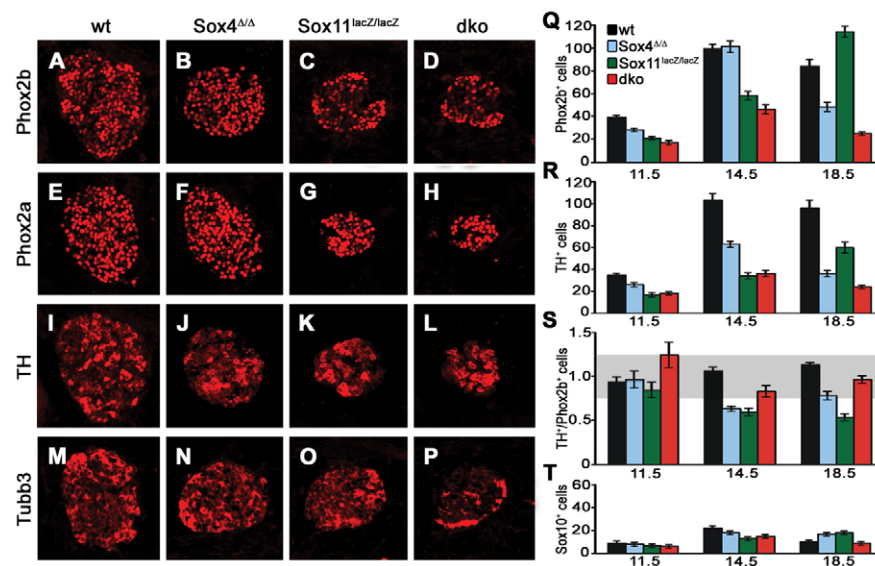 wt Sox4Δ/Δ Sox11lacZ/lacZ dko
Phox2b
A B C D
Phox2a
E F G H
TH
I J K L
Tubb3
M N O P
Q
wt
Sox4Δ/Δ
Sox11lacZ/lacZ
dko
Phox2b+ cells
120
100
80
60
40
20
0
11.5 14.5 18.5
R
TH+ cells
120
100
80
60
40
20
0
11.5 14.5 18.5
S
TH+/Phox2b+ cells
1.5
1.0
0.5
0
11.5 14.5 18.5
T
Sox10+ cells
60
40
20
0
11.5 14.5 18.5